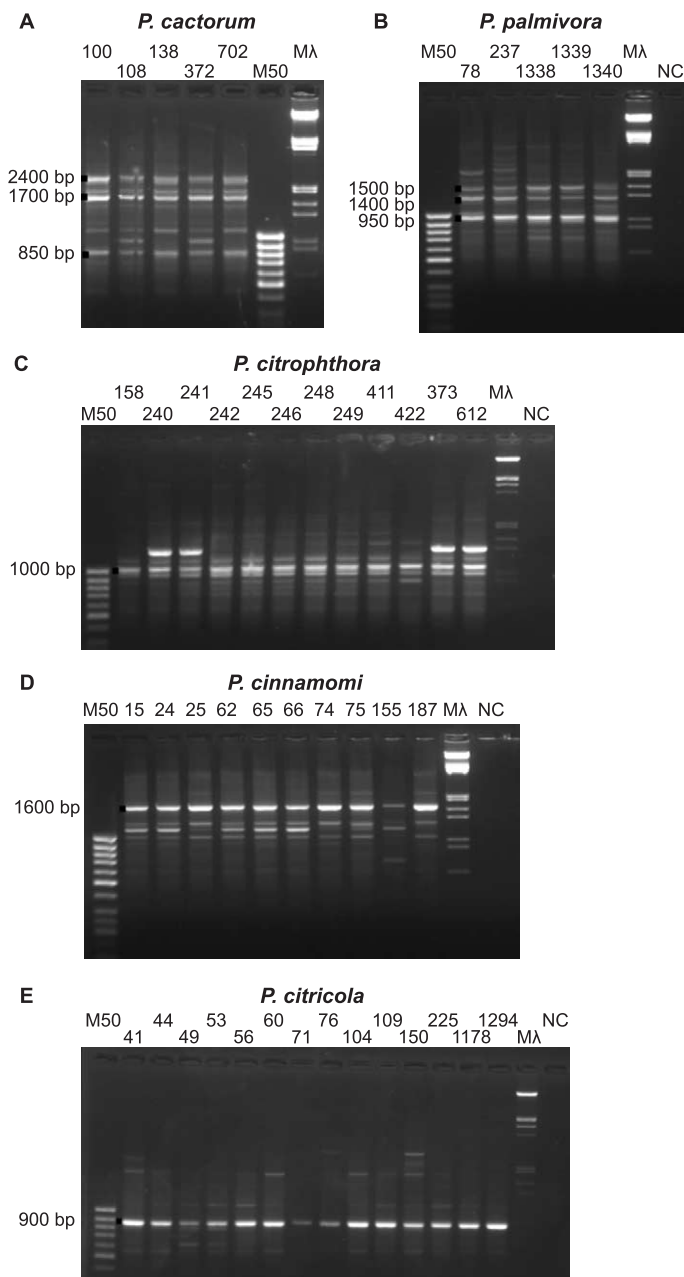 A P. cactorum
100 138 702 Mλ
108 372 M50
2400 bp
1700 bp
850 bp
B P. palmivora
M50 237 1339 Mλ
78 1338 1340 NC
1500 bp
1400 bp
950 bp
C P. citrophthora
158 241 245 248 411 373 Mλ
M50 240 242 246 249 422 612 NC
1000 bp
D P. cinnamomi
M50 15 24 25 62 65 66 74 75 155 187 Mλ NC
1600 bp
E P. citricola
M50 44 53 60 76 109 225 1294 NC
41 49 56 71 104 150 1178 Mλ
900 bp